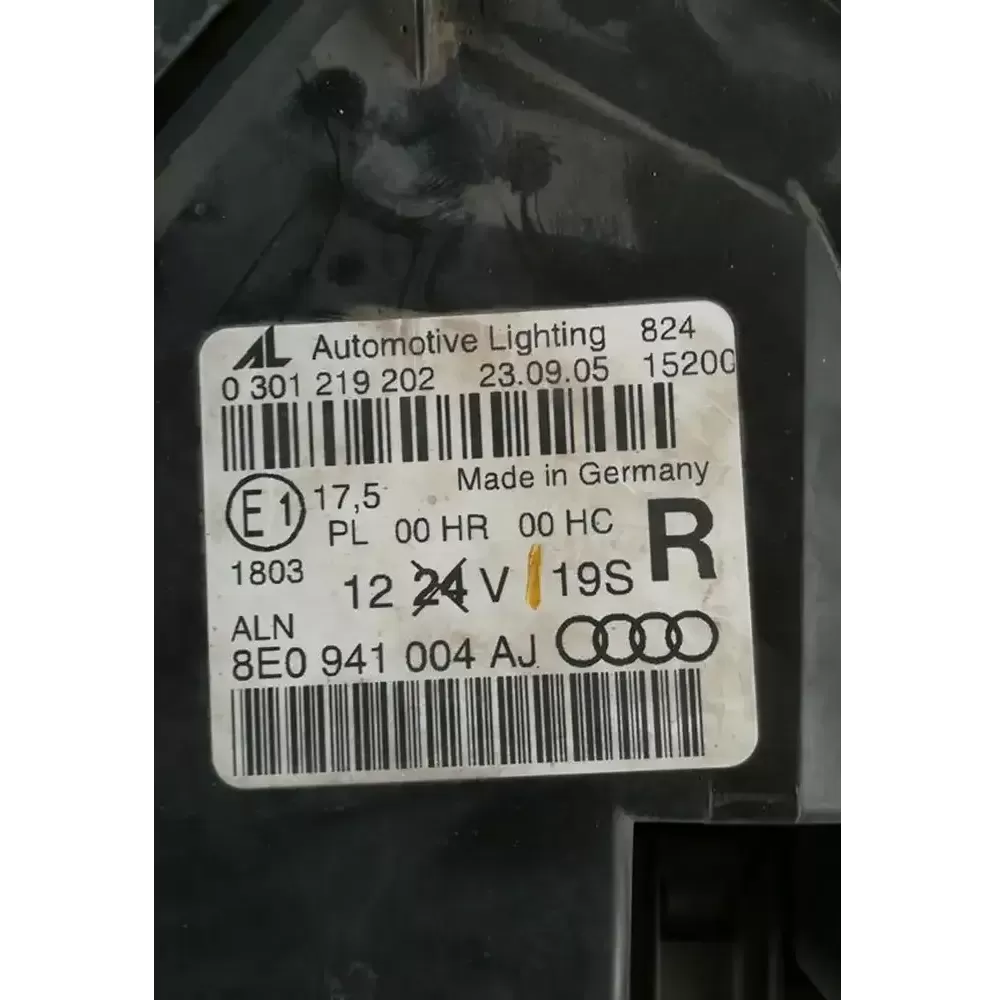 AL Automotive Lighting 824
0 301 219 202 23.09.05 15200
Made in Germany
E1 17,5
PL 00 HR 00 HC R
1803
12 24 V 19S
ALN
8E0 941 004 AJ